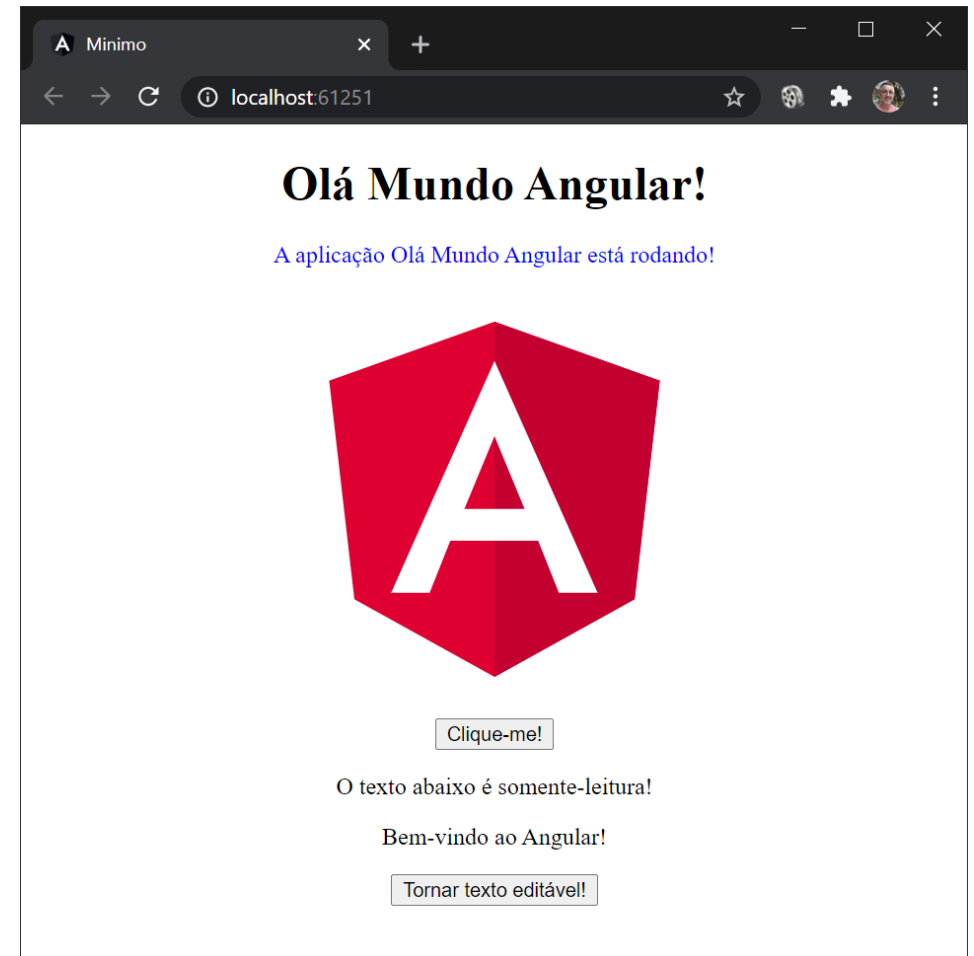 Minimo
localhost:61251
Olá Mundo Angular!
A aplicação Olá Mundo Angular está rodando!
A
Clique-me!
O texto abaixo é somente-leitura!
Bem-vindo ao Angular!
Tornar texto editável!